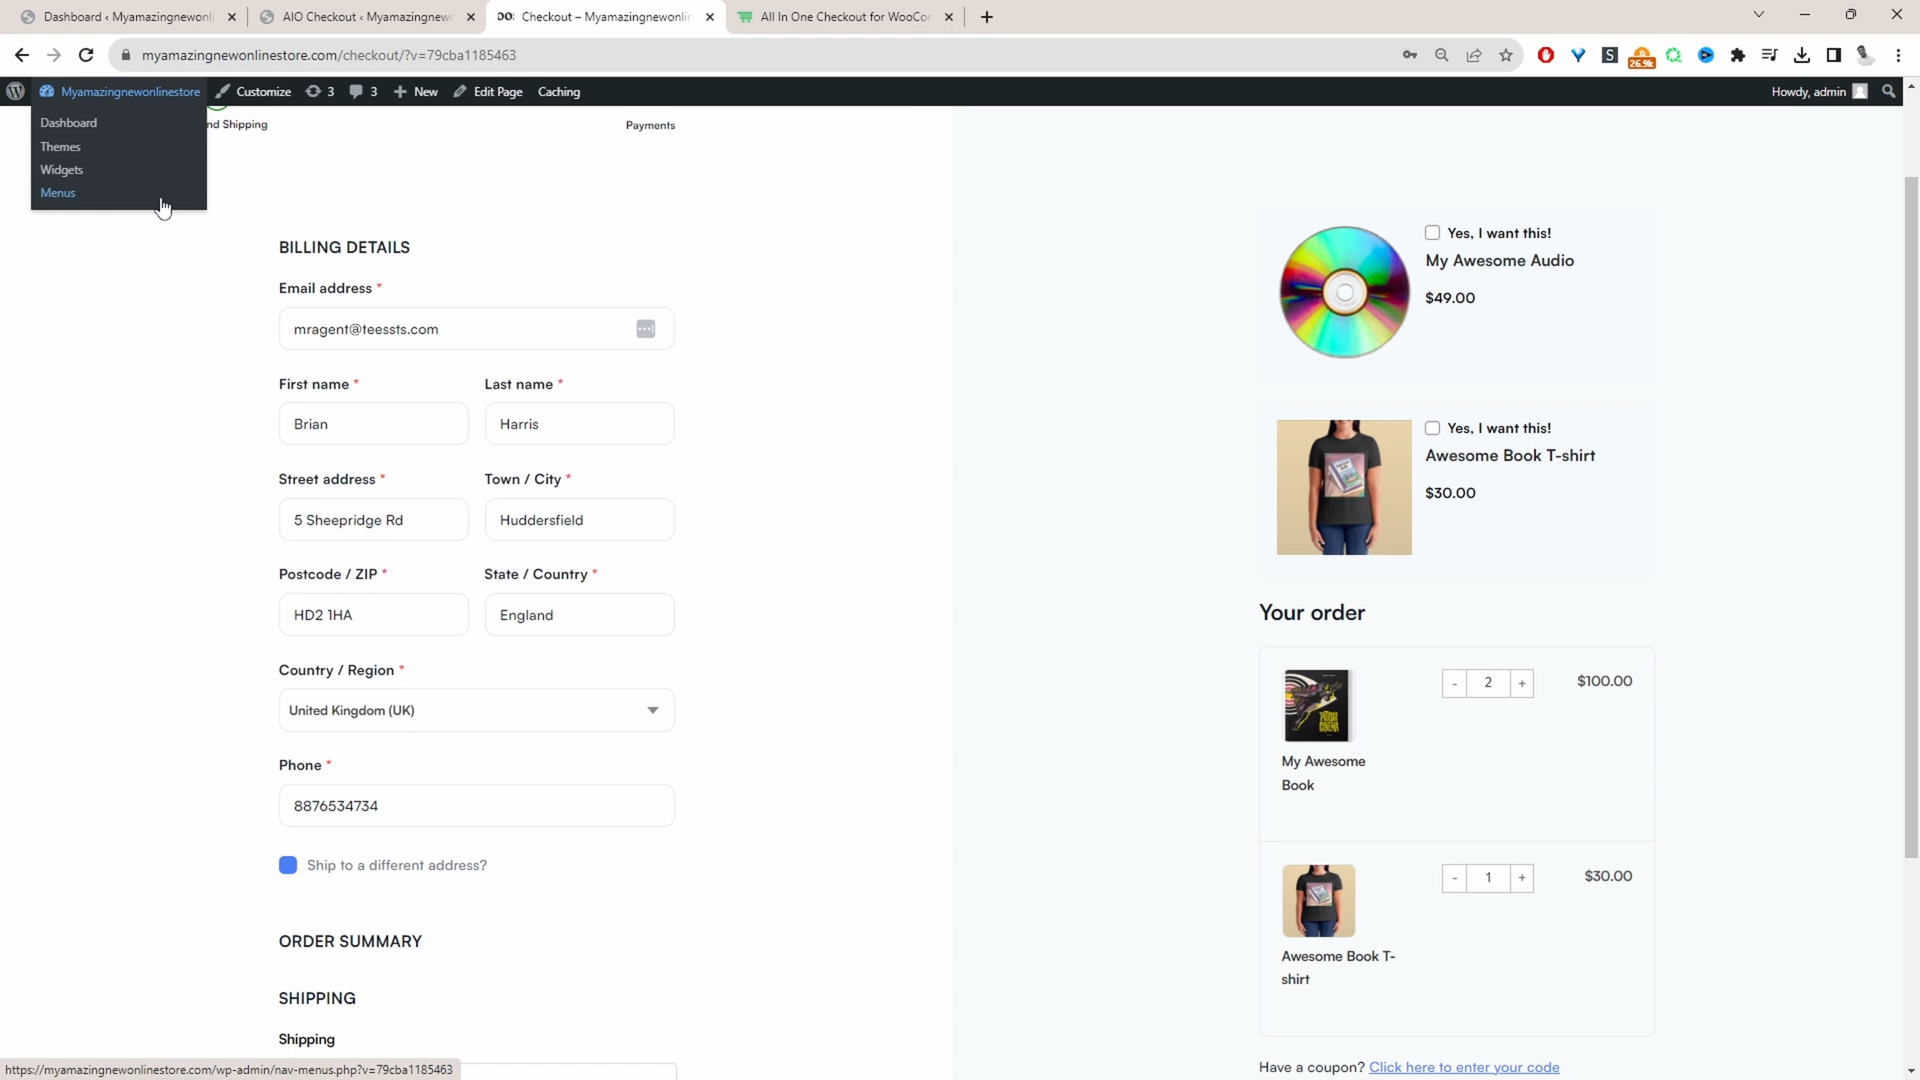 Dashboard ‹ Myamazingnewonli
AIO Checkout ‹ Myamazingnewo
Checkout – Myamazingnewonlin
All In One Checkout for WooCon
myamazingnewonlinestore.com/checkout/?v=79cba1185463
26.9k
Myamazingnewonlinestore
Customize
3
3
New
Edit Page
Caching
Howdy, admin
Dashboard
Themes
Widgets
Menus
nd Shipping
Payments
BILLING DETAILS
Email address *
mragent@teessts.com
First name *
Last name *
Brian
Harris
Street address *
Town / City *
5 Sheepridge Rd
Huddersfield
Postcode / ZIP *
State / Country *
HD2 1HA
England
Country / Region *
United Kingdom (UK)
Phone *
8876534734
Ship to a different address?
ORDER SUMMARY
SHIPPING
Shipping
Yes, I want this!
My Awesome Audio
$49.00
Yes, I want this!
Awesome Book T-shirt
$30.00
Your order
- 2 +
$100.00
My Awesome
Book
- 1 +
$30.00
Awesome Book T-
shirt
Have a coupon? Click here to enter your code
https://myamazingnewonlinestore.com/wp-admin/nav-menus.php?v=79cba1185463